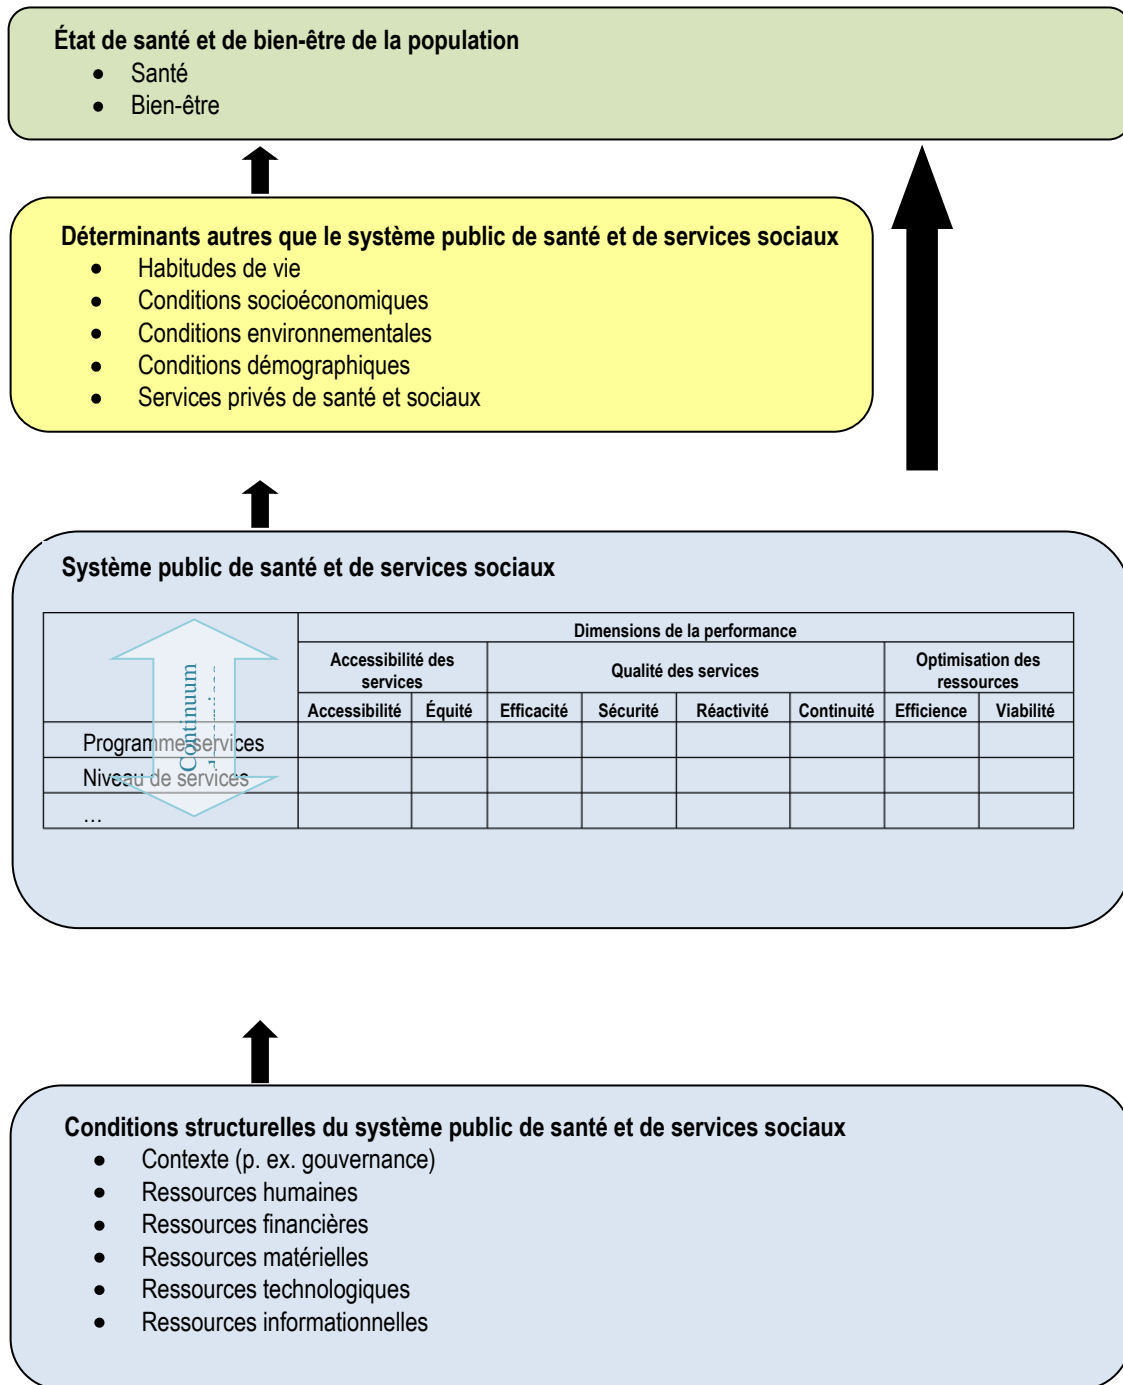 État de santé et de bien-être de la population
• Santé
• Bien-être
Déterminants autres que le système public de santé et de services sociaux
• Habitudes de vie
• Conditions socioéconomiques
• Conditions environnementales
• Conditions démographiques
• Services privés de santé et sociaux
Système public de santé et de services sociaux
Dimensions de la performance
Accessibilité des services
Qualité des services
Optimisation des ressources
Accessibilité Équité Efficacité Sécurité Réactivité Continuité Efficience Viabilité
Continuum
Programme-services
Niveau de services
…
Conditions structurelles du système public de santé et de services sociaux
• Contexte (p. ex. gouvernance)
• Ressources humaines
• Ressources financières
• Ressources matérielles
• Ressources technologiques
• Ressources informationnelles